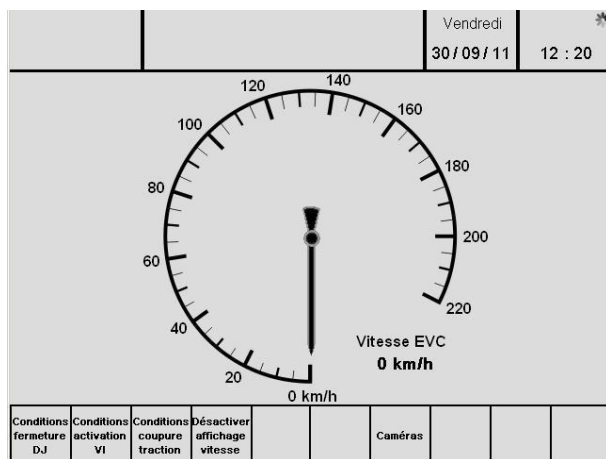 Vendredi
30 / 09 / 11
12 : 20
120
140
100
160
80
180
60
200
40
220
20
0 km/h
Vitesse EVC
0 km/h
Conditions fermeture DJ
Conditions activation VI
Conditions coupure traction
Désactiver affichage vitesse
Caméras